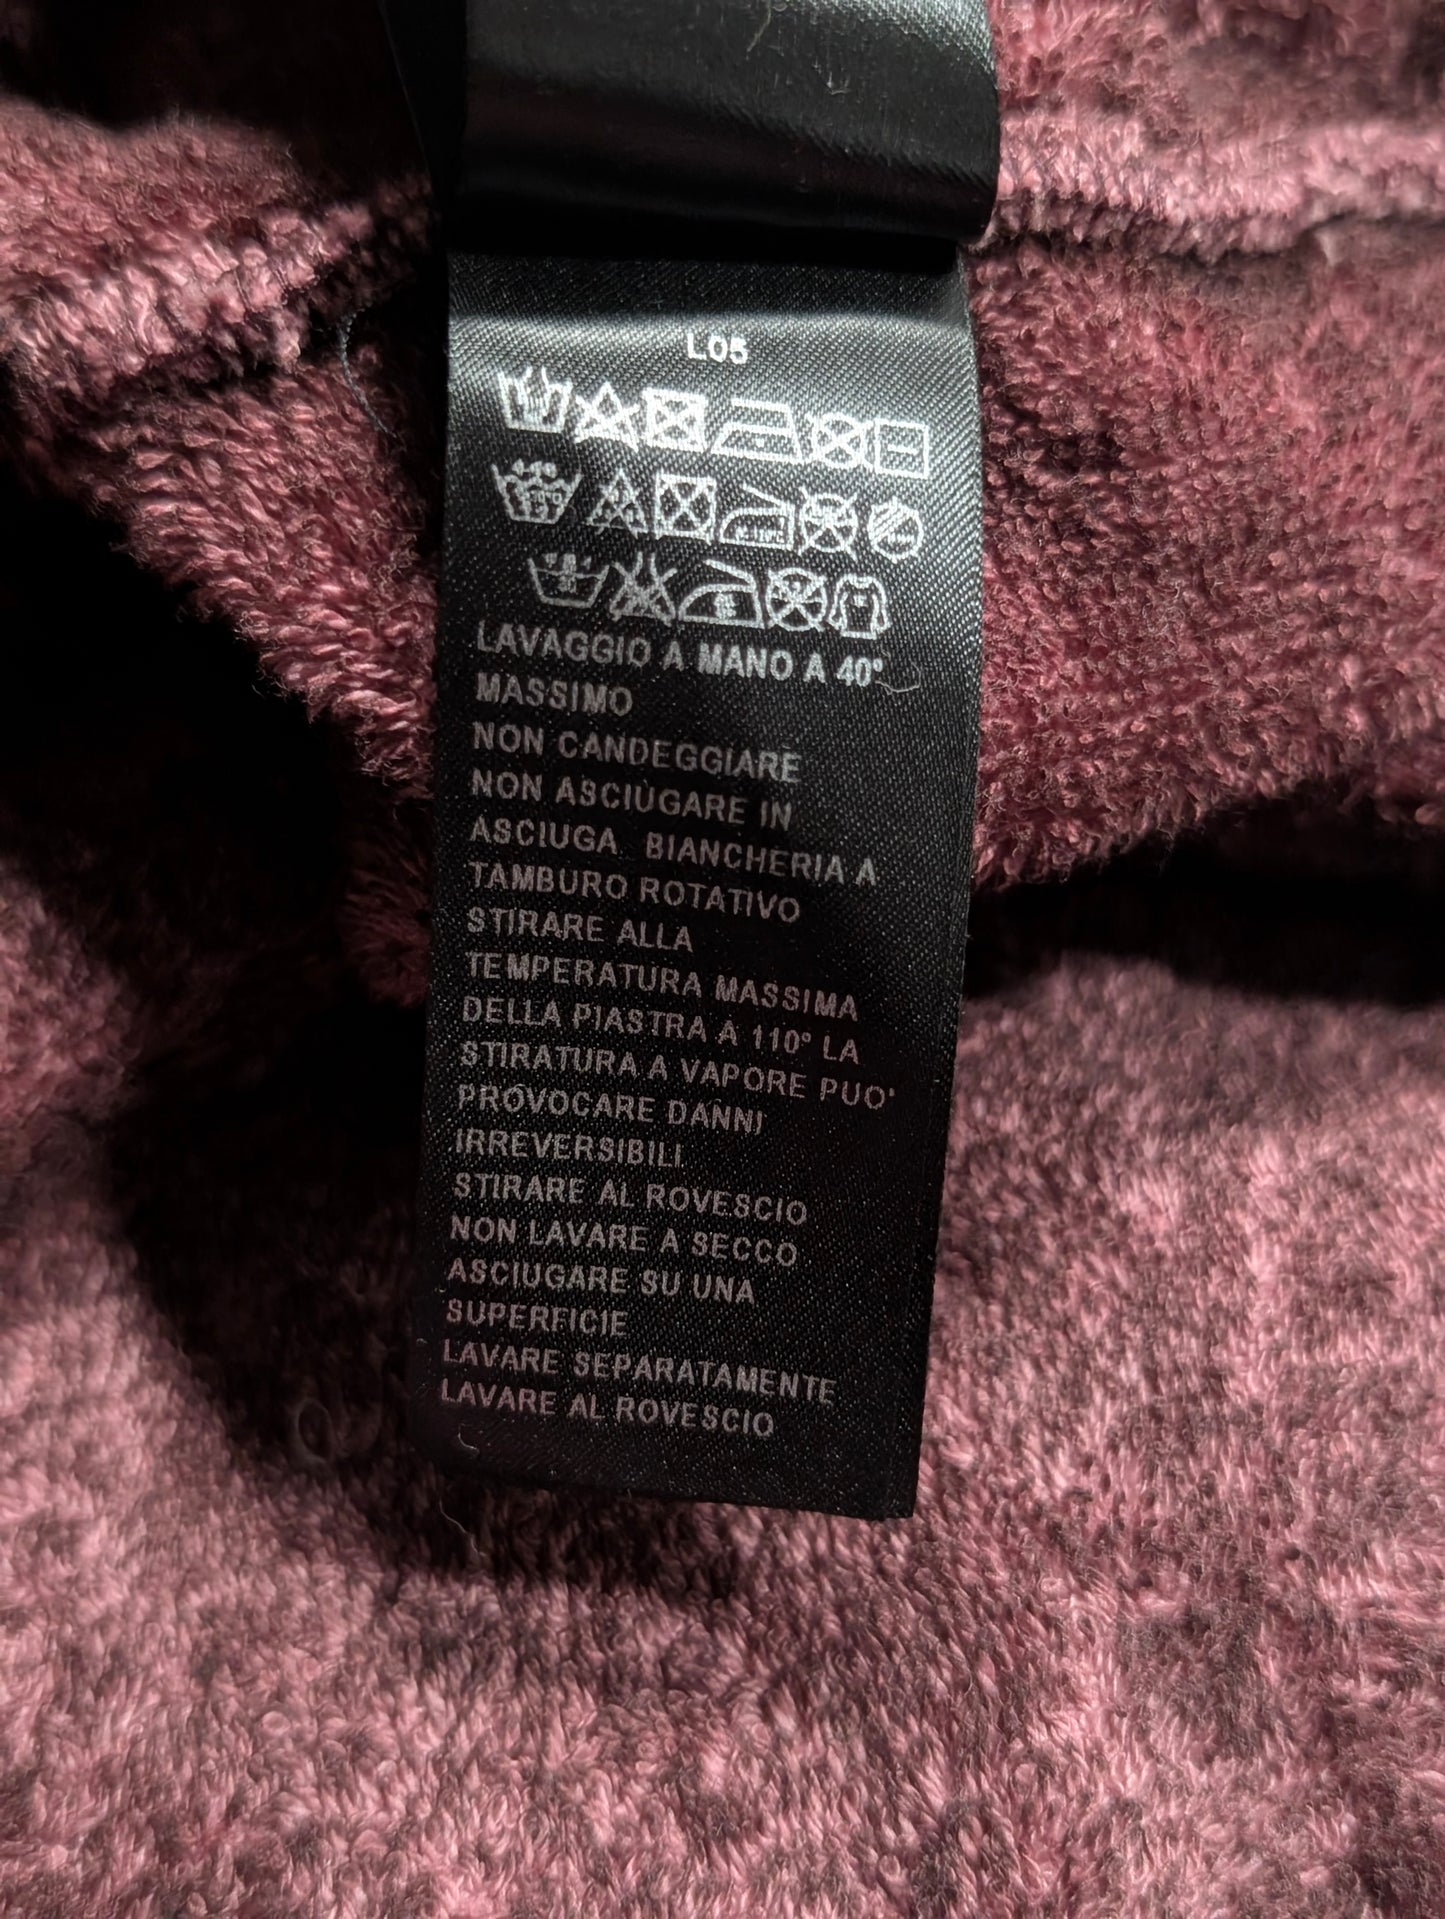 L05
LAVAGGIO A MANO A 40°
MASSIMO
NON CANDEGGIARE
NON ASCIUGARE IN
ASCIUGA BIANCHERIA A
TAMBURO ROTATIVO
STIRARE ALLA
TEMPERATURA MASSIMA
DELLA PIASTRA A 110° LA
STIRATURA A VAPORE PUO'
PROVOCARE DANNI
IRREVERSIBILI
STIRARE AL ROVESCIO
NON LAVARE A SECCO
ASCIUGARE SU UNA
SUPERFICIE
LAVARE SEPARATAMENTE
LAVARE AL ROVESCIO